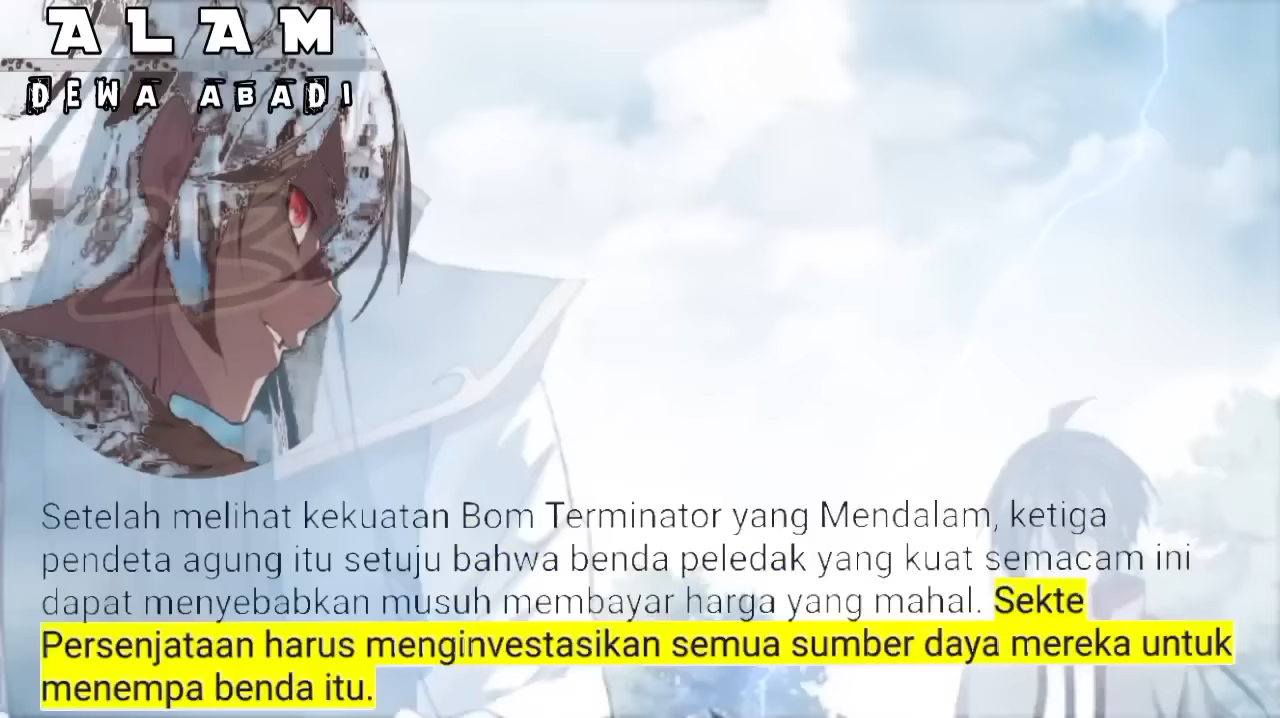 ALAM
DEWA ABADI
Setelah melihat kekuatan Bom Terminator yang Mendalam, ketiga
pendeta agung itu setuju bahwa benda peledak yang kuat semacam ini
dapat menyebabkan musuh membayar harga yang mahal. Sekte
Persenjataan harus menginvestasikan semua sumber daya mereka untuk
menempa benda itu.